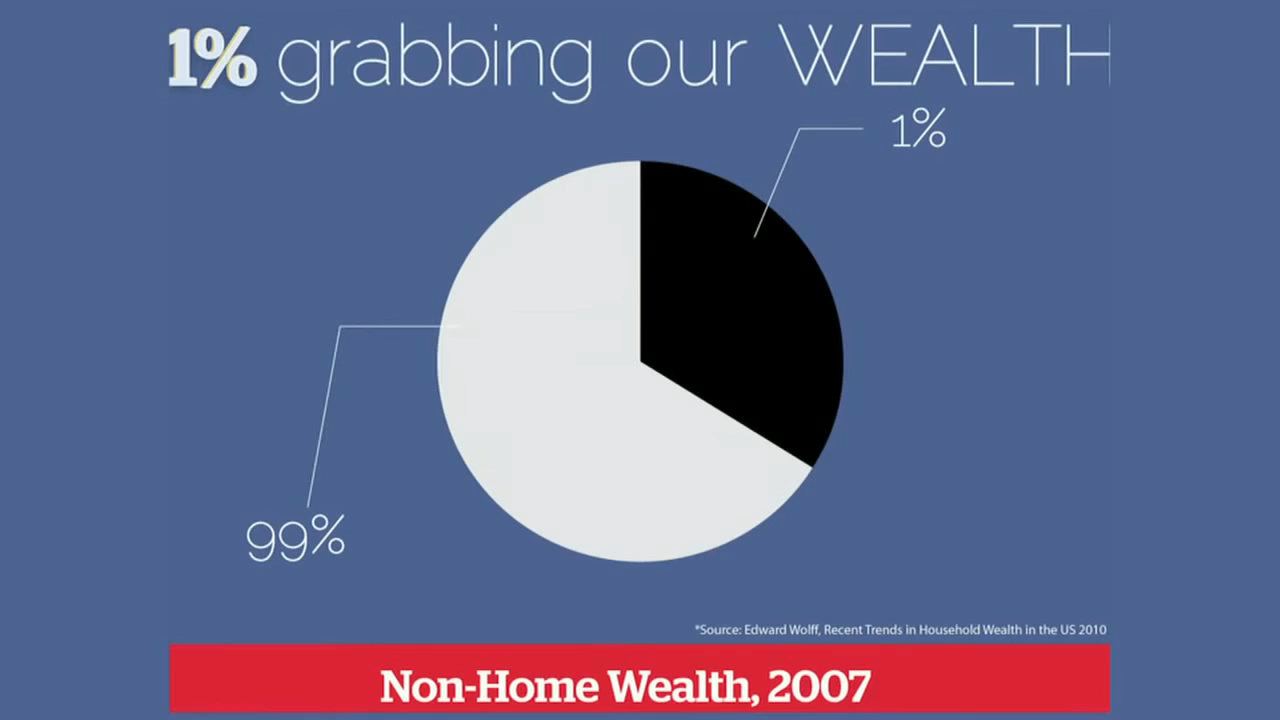 1% grabbing our WEALTH
1%
99%
*Source: Edward Wolff, Recent Trends in Household Wealth in the US 2010
Non-Home Wealth, 2007